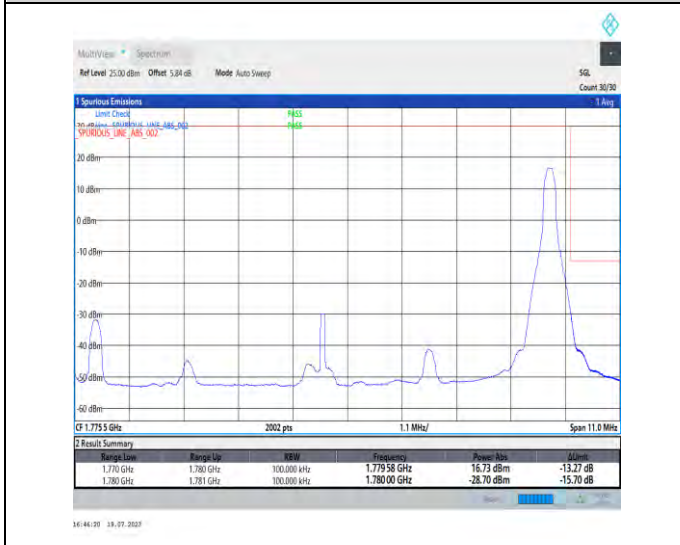 MultiView Spectrum
Ref Level 25.00 dBm Offset 5.84 dB Mode Auto Sweep SGL
Count 30/30
1 Spurious Emissions 1 Avg
Limit Check PASS
PASS
SPURIOUS_LINE_ABS_002
20 dBm
10 dBm
0 dBm
-10 dBm
-20 dBm
-30 dBm
-40 dBm
-50 dBm
-60 dBm
CF 1.775 5 GHz 2002 pts 1.1 MHz/ Span 11.0 MHz
2 Result Summary
Range Low Range Up RBW Frequency Power Abs ΔLimit
1.770 GHz 1.780 GHz 100.000 kHz 1.779 58 GHz 16.73 dBm -13.27 dB
1.780 GHz 1.781 GHz 100.000 kHz 1.780 00 GHz -28.70 dBm -15.70 dB